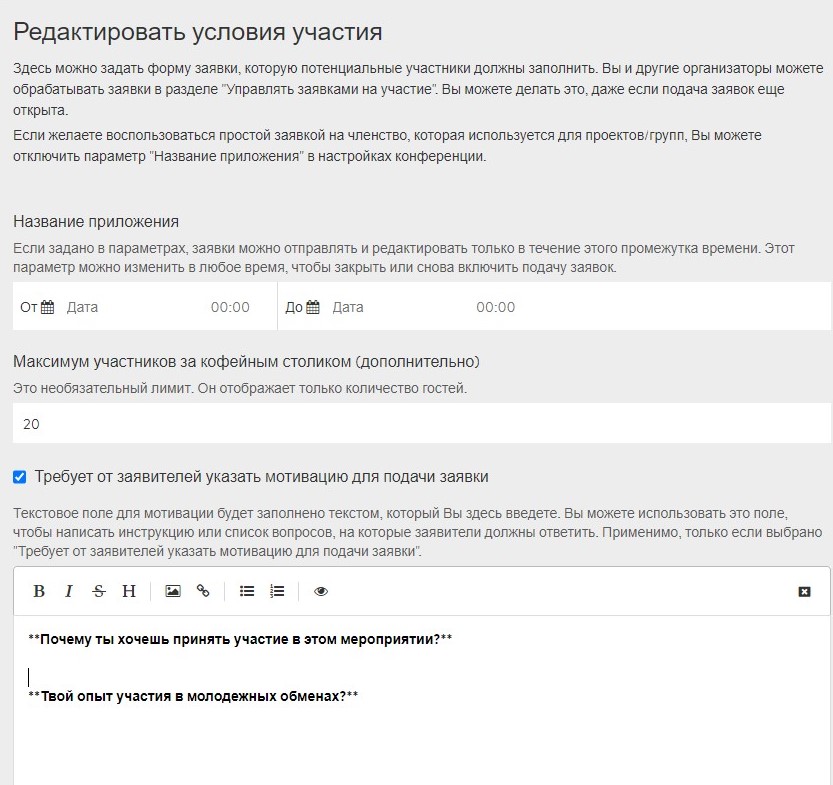 Редактировать условия участия
Здесь можно задать форму заявки, которую потенциальные участники должны заполнить. Вы и другие организаторы можете
обрабатывать заявки в разделе "Управлять заявками на участие". Вы можете делать это, даже если подача заявок еще
открыта.
Если желаете воспользоваться простой заявкой на членство, которая используется для проектов/групп, Вы можете
отключить параметр "Название приложения" в настройках конференции.
Название приложения
Если задано в параметрах, заявки можно отправлять и редактировать только в течение этого промежутка времени. Этот
параметр можно изменить в любое время, чтобы закрыть или снова включить подачу заявок.
От Дата 00:00 До Дата 00:00
Максимум участников за кофейным столиком (дополнительно)
Это необязательный лимит. Он отображает только количество гостей.
20
Требует от заявителей указать мотивацию для подачи заявки
Текстовое поле для мотивации будет заполнено текстом, который Вы здесь введете. Вы можете использовать это поле,
чтобы написать инструкцию или список вопросов, на которые заявители должны ответить. Применимо, только если выбрано
"Требует от заявителей указать мотивацию для подачи заявки".
B I S H
**Почему ты хочешь принять участие в этом мероприятии?**
**Твой опыт участия в молодежных обменах?**